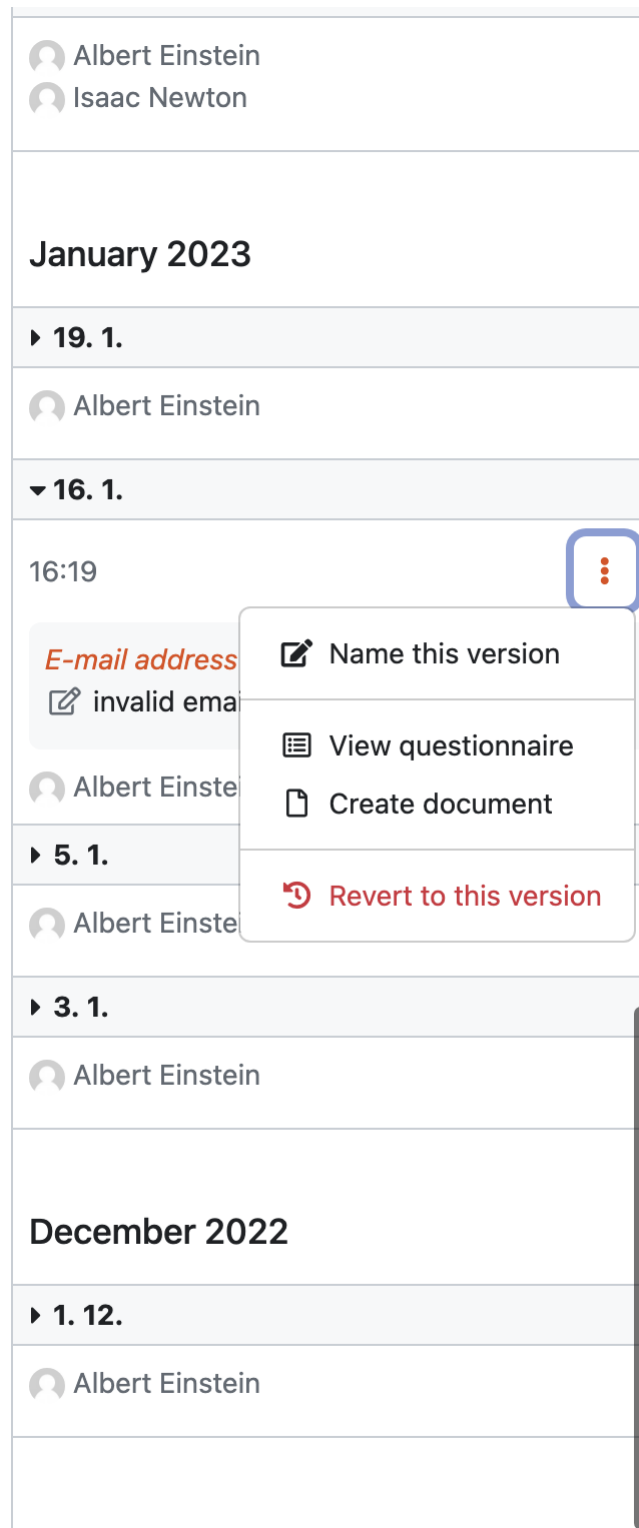 Albert Einstein
Isaac Newton
January 2023
19. 1.
Albert Einstein
16. 1.
16:19
E-mail address
invalid emai
Name this version
View questionnaire
Create document
Revert to this version
Albert Einste
5. 1.
Albert Einste
3. 1.
Albert Einstein
December 2022
1. 12.
Albert Einstein